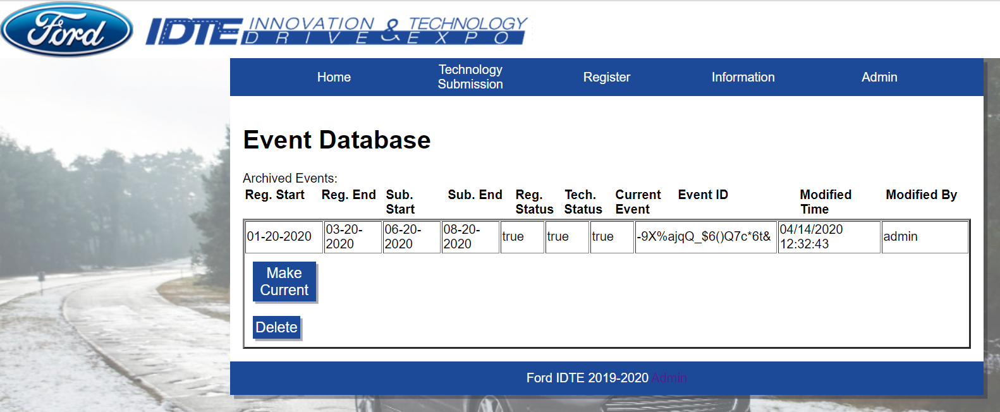 Ford
IDTE INNOVATION & TECHNOLOGY
DRIVE & EXPO
Home
Technology
Submission
Register
Information
Admin
Event Database
Archived Events:
Reg. Start
Reg. End
Sub.
Start
Sub. End
Reg.
Status
Tech.
Status
Current
Event
Event ID
Modified
Time
Modified By
01-20-2020
03-20-
2020
06-20-
2020
08-20-
2020
true
true
true
-9X%ajqQ_$6()Q7c*6t&
04/14/2020
12:32:43
admin
Make
Current
Delete
Ford IDTE 2019-2020 Admin